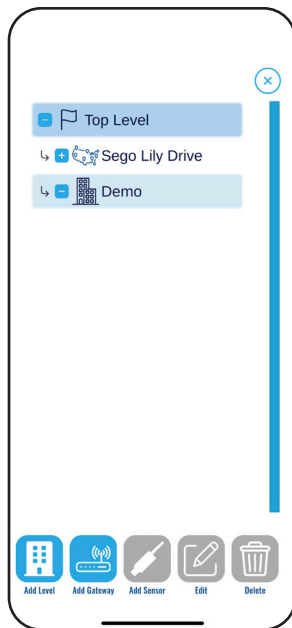 Top Level
Sego Lily Drive
Demo
Add Level Add Gateway Add Sensor Edit Delete